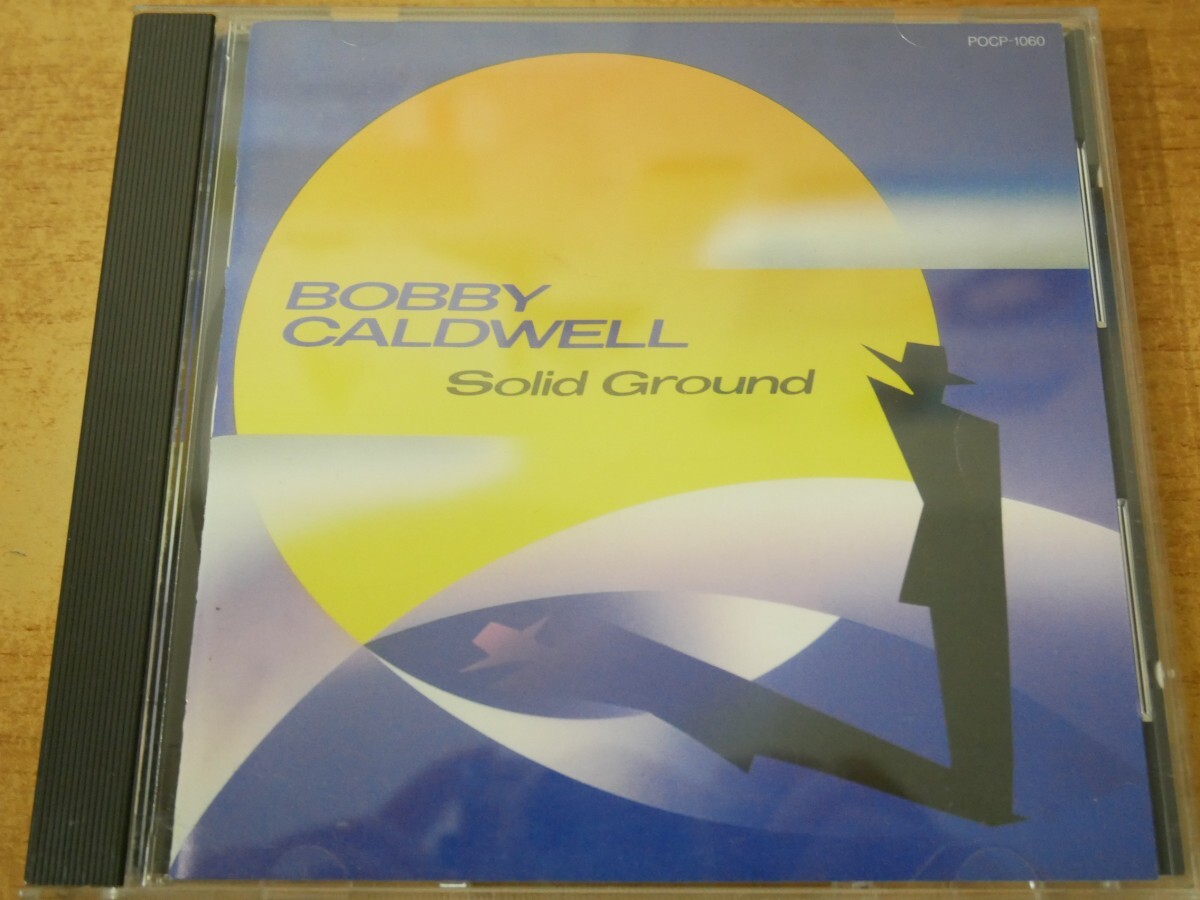 POCP-1060
BOBBY
CALDWELL
Solid Ground